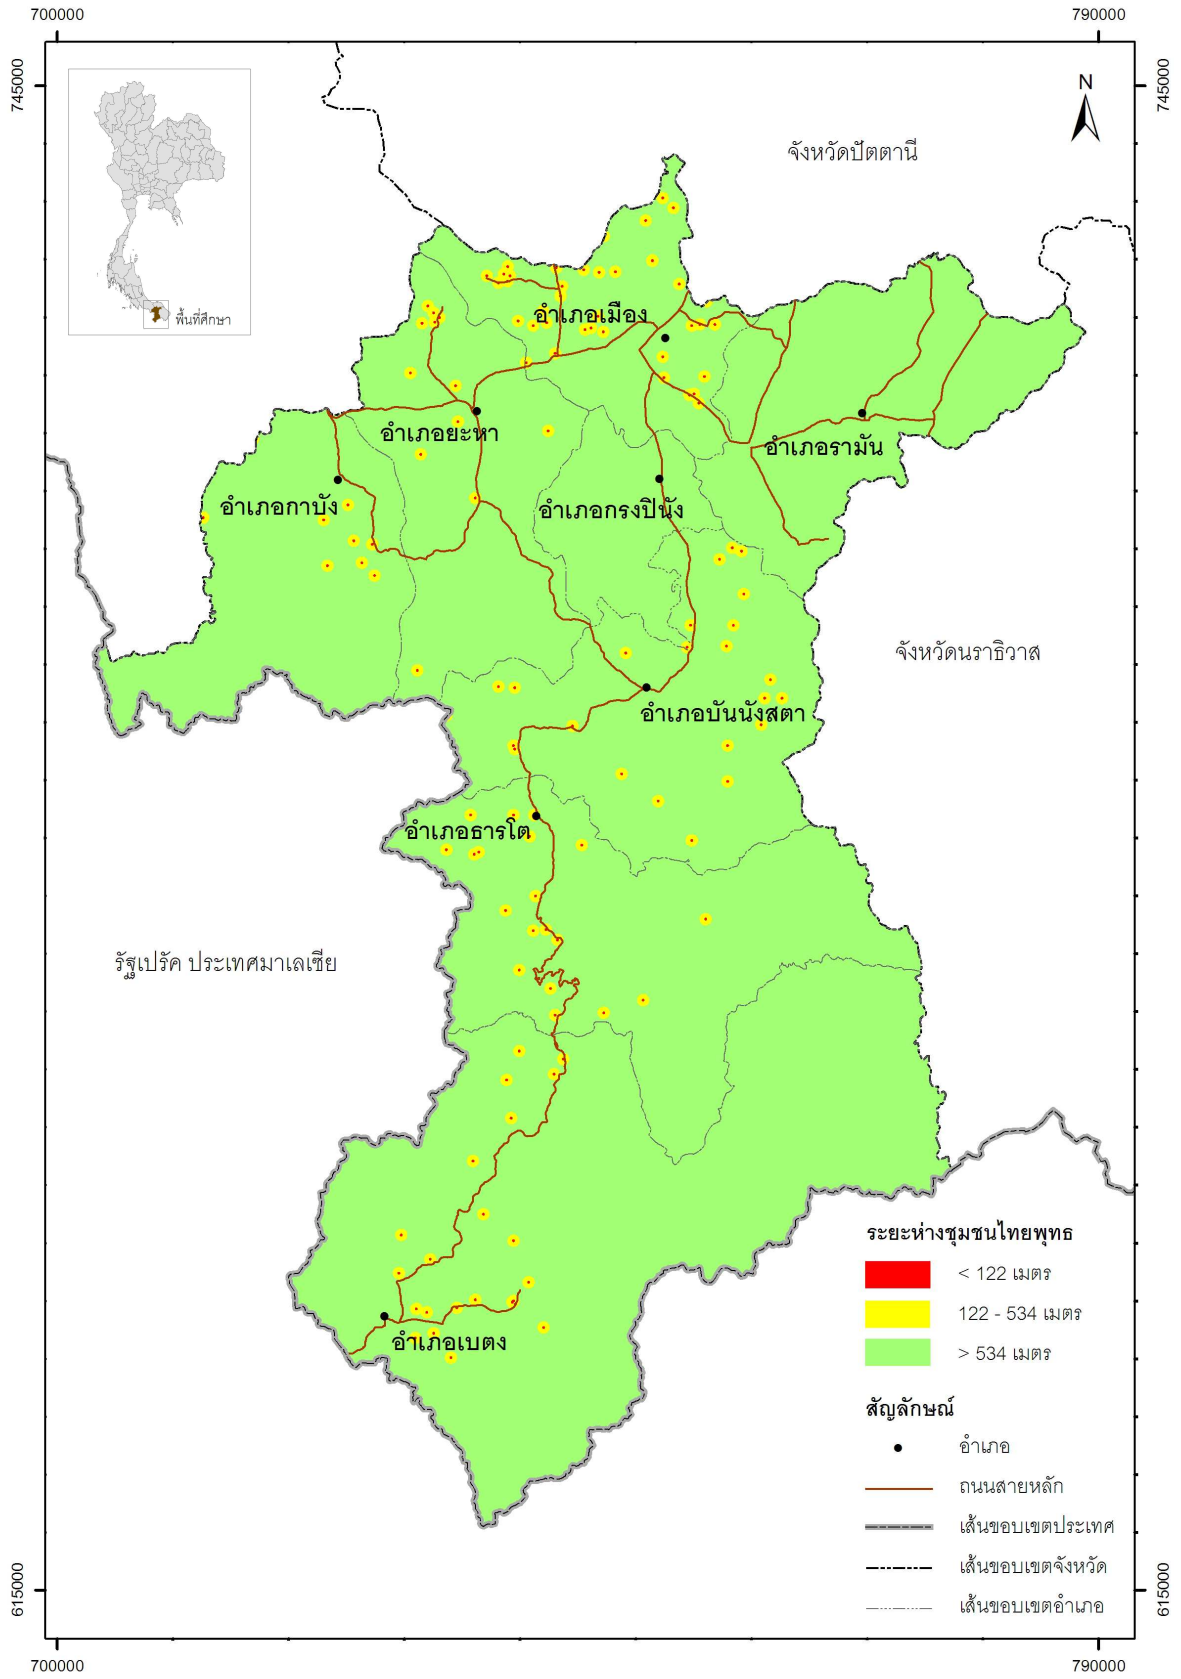 700000
790000
745000
745000
N
จังหวัดปัตตานี
พื้นที่ศึกษา
อำเภอเมือง
อำเภอยะหา
อำเภอรามัน
อำเภอกาบัง
อำเภอกรงปินัง
จังหวัดนราธิวาส
อำเภอบันนังสตา
อำเภอธารโต
รัฐเปรัค ประเทศมาเลเซีย
ระยะห่างชุมชนไทยพุทธ
< 122 เมตร
122 - 534 เมตร
> 534 เมตร
อำเภอเบตง
สัญลักษณ์
อำเภอ
ถนนสายหลัก
เส้นขอบเขตประเทศ
เส้นขอบเขตจังหวัด
เส้นขอบเขตอำเภอ
615000
615000
700000
790000